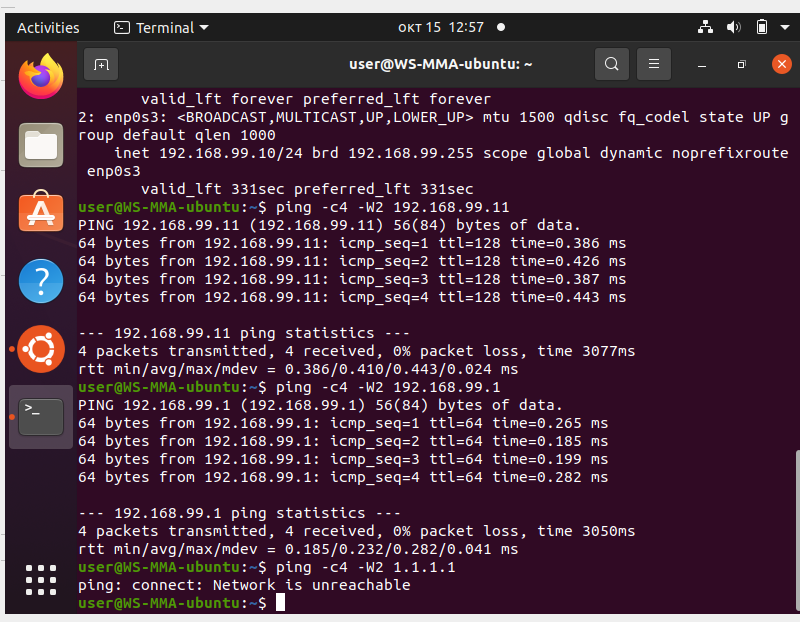 Activities Terminal окт 15 12:57
user@WS-MMA-ubuntu: ~
valid_lft forever preferred_lft forever
2: enp0s3: <BROADCAST,MULTICAST,UP,LOWER_UP> mtu 1500 qdisc fq_codel state UP g
roup default qlen 1000
inet 192.168.99.10/24 brd 192.168.99.255 scope global dynamic noprefixroute
enp0s3
valid_lft 331sec preferred_lft 331sec
user@WS-MMA-ubuntu:~$ ping -c4 -W2 192.168.99.11
PING 192.168.99.11 (192.168.99.11) 56(84) bytes of data.
64 bytes from 192.168.99.11: icmp_seq=1 ttl=128 time=0.386 ms
64 bytes from 192.168.99.11: icmp_seq=2 ttl=128 time=0.426 ms
64 bytes from 192.168.99.11: icmp_seq=3 ttl=128 time=0.387 ms
64 bytes from 192.168.99.11: icmp_seq=4 ttl=128 time=0.443 ms
--- 192.168.99.11 ping statistics ---
4 packets transmitted, 4 received, 0% packet loss, time 3077ms
rtt min/avg/max/mdev = 0.386/0.410/0.443/0.024 ms
user@WS-MMA-ubuntu:~$ ping -c4 -W2 192.168.99.1
PING 192.168.99.1 (192.168.99.1) 56(84) bytes of data.
64 bytes from 192.168.99.1: icmp_seq=1 ttl=64 time=0.265 ms
64 bytes from 192.168.99.1: icmp_seq=2 ttl=64 time=0.185 ms
64 bytes from 192.168.99.1: icmp_seq=3 ttl=64 time=0.199 ms
64 bytes from 192.168.99.1: icmp_seq=4 ttl=64 time=0.282 ms
--- 192.168.99.1 ping statistics ---
4 packets transmitted, 4 received, 0% packet loss, time 3050ms
rtt min/avg/max/mdev = 0.185/0.232/0.282/0.041 ms
user@WS-MMA-ubuntu:~$ ping -c4 -W2 1.1.1.1
ping: connect: Network is unreachable
user@WS-MMA-ubuntu:~$